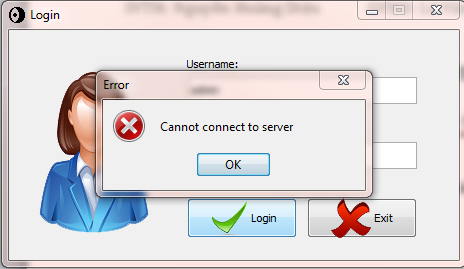 Login
Username:
Error
Cannot connect to server
OK
Login
Exit